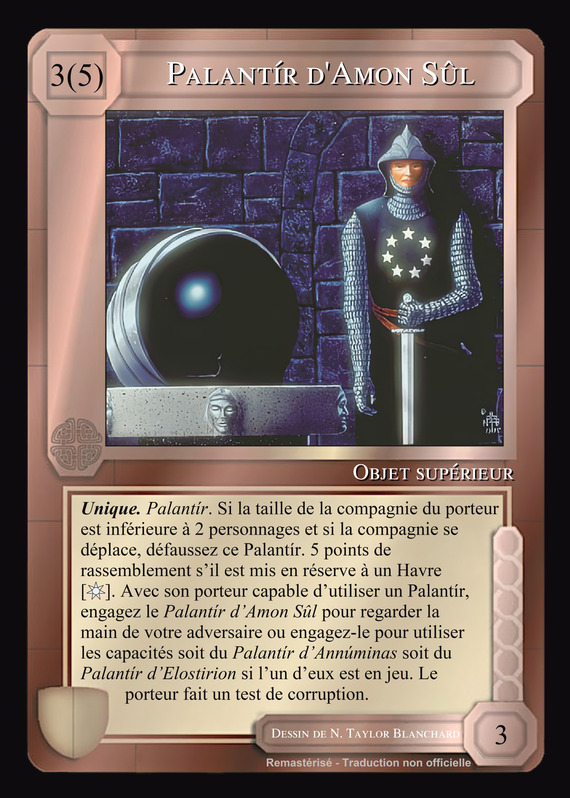 3(5)
Palantír d'Amon Sûl
Objet supérieur
Unique. Palantír. Si la taille de la compagnie du porteur
est inférieure à 2 personnages et si la compagnie se
déplace, défaussez ce Palantír. 5 points de
rassemblement s’il est mis en réserve à un Havre
[]. Avec son porteur capable d’utiliser un Palantír,
engagez le Palantír d’Amon Sûl pour regarder la
main de votre adversaire ou engagez-le pour utiliser
les capacités soit du Palantír d’Annúminas soit du
Palantír d’Elostirion si l’un d’eux est en jeu. Le
porteur fait un test de corruption.
Dessin de N. Taylor Blanchard
3
Remastérisé - Traduction non officielle